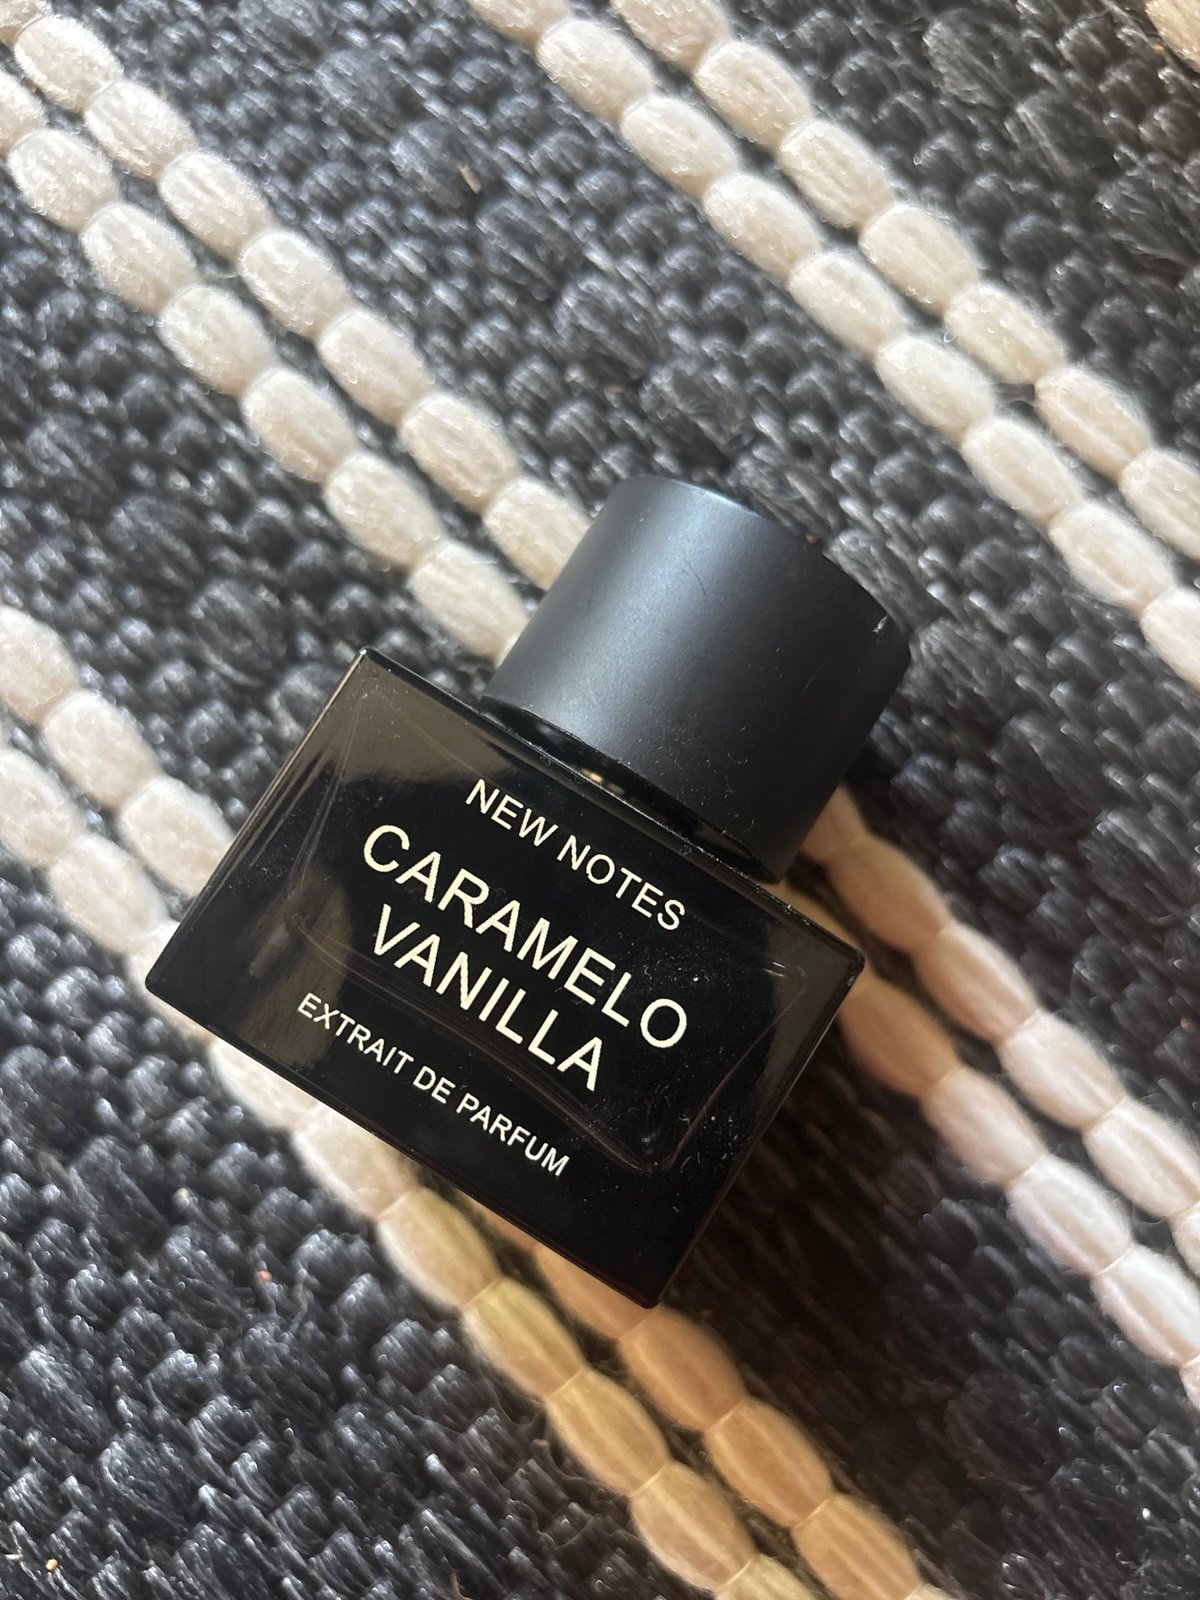 NEW NOTES
CARAMELO
VANILLA
EXTRAIT DE PARFUM